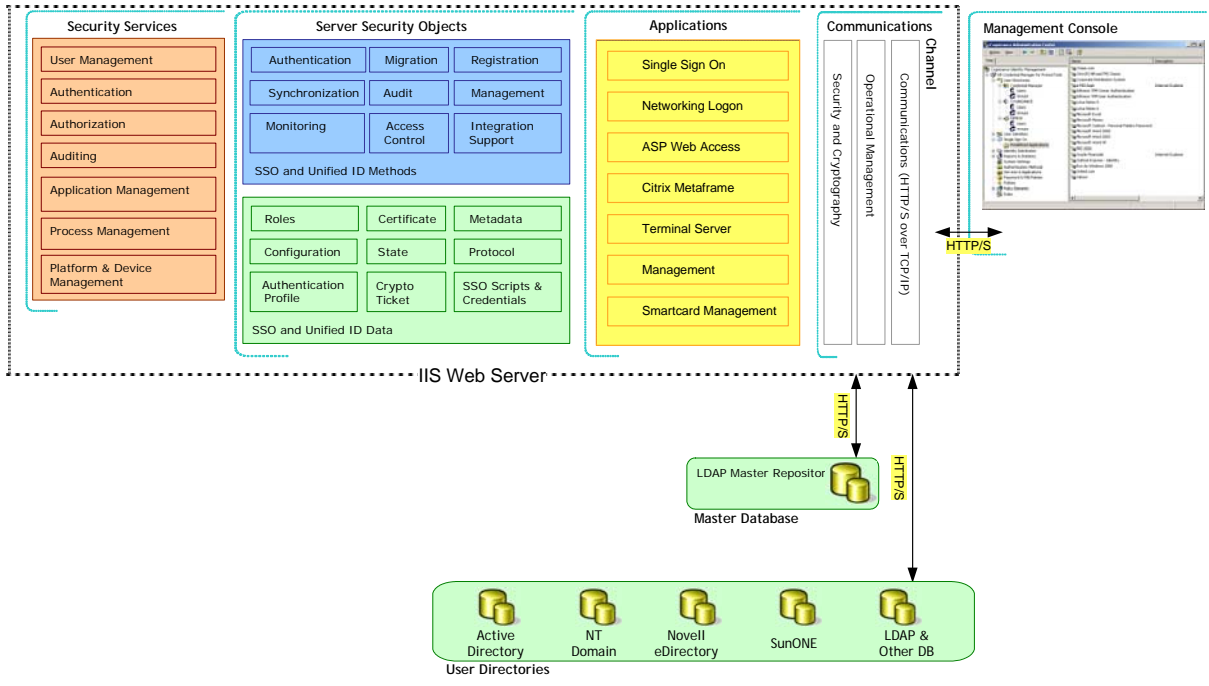 Security Services
User Management
Authentication
Authorization
Auditing
Application Management
Process Management
Platform & Device
Management
Server Security Objects
Authentication
Migration
Registration
Synchronization
Audit
Management
Monitoring
Access
Control
Integration
Support
SSO and Unified ID Methods
Roles
Certificate
Metadata
Configuration
State
Protocol
Authentication
Profile
Crypto
Ticket
SSO Scripts &
Credentials
SSO and Unified ID Data
Applications
Single Sign On
Networking Logon
ASP Web Access
Citrix Metaframe
Terminal Server
Management
Smartcard Management
Communications
Channel
Security and Cryptography
Operational Management
Communications (HTTP/S over TCP/IP)
Management Console
HTTP/S
IIS Web Server
HTTP/S
HTTP/S
LDAP Master Repositor
Master Database
Active
Directory
NT
Domain
Novell
eDirectory
SunONE
LDAP &
Other DB
User Directories